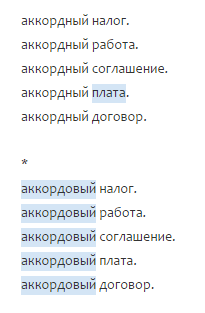 аккордный налог.
аккордный работа.
аккордный соглашение.
аккордный плата.
аккордный договор.
*
аккордовый налог.
аккордовый работа.
аккордовый соглашение.
аккордовый плата.
аккордовый договор.